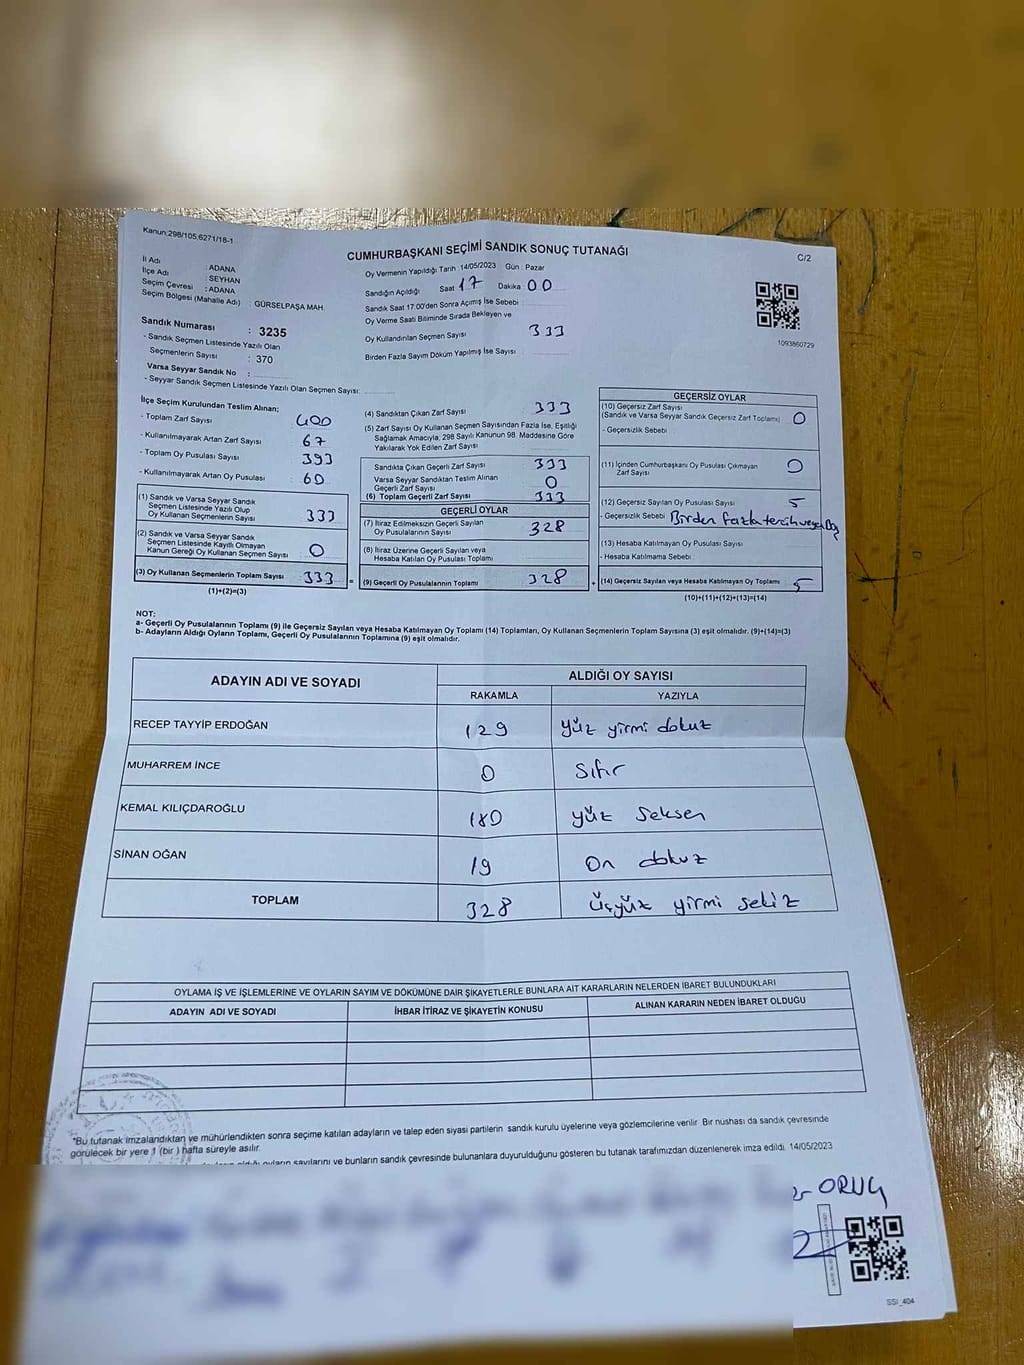 Kanun:298/105,6271/18-1
CUMHURBAŞKANI SEÇİMİ SANDIK SONUÇ TUTANAĞI
C/2
İl Adı : ADANA
İlçe Adı : SEYHAN
Seçim Çevresi : ADANA
Seçim Bölgesi (Mahalle Adı) : GÜRSELPAŞA MAH.
Sandık Numarası : 3235
- Sandık Seçmen Listesinde Yazılı Olan
Seçmenlerin Sayısı : 370
Varsa Seyyar Sandık No :
- Seyyar Sandık Seçmen Listesinde Yazılı Olan Seçmen Sayısı:
Oy Vermenin Yapıldığı Tarih :14/05/2023 Gün : Pazar
Sandığın Açıldığı Saat 17 Dakika 00
Sandık Saat 17:00'den Sonra Açımış İse Sebebi :
Oy Verme Saati Bitiminde Sırada Bekleyen ve
Oy Kullandırılan Seçmen Sayısı 333
Birden Fazla Sayım Döküm Yapılmış İse Sayısı :
1093860729
İlçe Seçim Kurulundan Teslim Alınan;
- Toplam Zarf Sayısı 400
- Kullanılmayarak Artan Zarf Sayısı 67
- Toplam Oy Pusulası Sayısı 393
- Kullanılmayarak Artan Oy Pusulası 60
(1) Sandık ve Varsa Seyyar Sandık
Seçmen Listesinde Yazılı Olup
Oy Kullanan Seçmenlerin Sayısı 333
(2) Sandık ve Varsa Seyyar Sandık
Seçmen Listesinde Kayıtlı Olmayan
Kanun Gereği Oy Kullanan Seçmen Sayısı 0
(3) Oy Kullanan Seçmenlerin Toplam Sayısı 333 =
(1)+(2)=(3)
(4) Sandıktan Çıkan Zarf Sayısı 333
(5) Zarf Sayısı Oy Kullanan Seçmen Sayısından Fazla İse, Eşitliği
Sağlamak Amacıyla, 298 Sayılı Kanunun 98. Maddesine Göre
Yakılarak Yok Edilen Zarf Sayısı
Sandıkta Çıkan Geçerli Zarf Sayısı 333
Varsa Seyyar Sandıktan Teslim Alınan
Geçerli Zarf Sayısı 0
(6) Toplam Geçerli Zarf Sayısı 333
GEÇERLİ OYLAR
(7) İtiraz Edilmeksizin Geçerli Sayılan
Oy Pusulalarının Sayısı 328
(8) İtiraz Üzerine Geçerli Sayılan veya
Hesaba Katılan Oy Pusulası Toplamı
(9) Geçerli Oy Pusulalarının Toplamı 328 +
GEÇERSİZ OYLAR
(10) Geçersiz Zarf Sayısı
(Sandık ve Varsa Seyyar Sandık Geçersiz Zarf Toplamı) 0
- Geçersizlik Sebebi
(11) İçinden Cumhurbaşkanı Oy Pusulası Çıkmayan
Zarf Sayısı 0
(12) Geçersiz Sayılan Oy Pusulası Sayısı 5
- Geçersizlik Sebebi Birden fazla tercih veya Boş
(13) Hesaba Katılmayan Oy Pusulası Sayısı
- Hesaba Katılmama Sebebi :
(14) Geçersiz Sayılan veya Hesaba Katılmayan Oy Toplamı 5
(10)+(11)+(12)+(13)=(14)
NOT:
a- Geçerli Oy Pusulalarının Toplamı (9) ile Geçersiz Sayılan veya Hesaba Katılmayan Oy Toplamı (14) Toplamları, Oy Kullanan Seçmenlerin Toplam Sayısına (3) eşit olmalıdır. (9)+(14)=(3)
b- Adayların Aldığı Oyların Toplamı, Geçerli Oy Pusulalarının Toplamına (9) eşit olmalıdır.
ADAYIN ADI VE SOYADI
ALDIĞI OY SAYISI
RAKAMLA YAZIYLA
RECEP TAYYİP ERDOĞAN 129 yüz yirmi dokuz
MUHARREM İNCE 0 Sıfır
KEMAL KILIÇDAROĞLU 180 yüz Seksen
SİNAN OĞAN 19 On dokuz
TOPLAM 328 Üçyüz yirmi sekiz
OYLAMA İŞ VE İŞLEMLERİNE VE OYLARIN SAYIM VE DÖKÜMÜNE DAİR ŞİKAYETLERLE BUNLARA AİT KARARLARIN NELERDEN İBARET BULUNDUKLARI
ADAYIN ADI VE SOYADI İHBAR İTİRAZ VE ŞİKAYETİN KONUSU ALINAN KARARIN NEDEN İBARET OLDUĞU
"Bu tutanak imzalandıktan ve mühürlendikten sonra seçime katılan adayların ve talep eden siyasi partilerin sandık kurulu üyelerine veya gözlemcilerine verilir. Bir nüshası da sandık çevresinde
görülecek bir yere 1 (bir ) hafta süreyle asılır.
oyların sayılarını ve bunların sandık çevresinde bulunanlara duyurulduğunu gösteren bu tutanak tarafımızdan düzenlenerek imza edildi. 14/05/2023
ORUÇ
SSİ_404